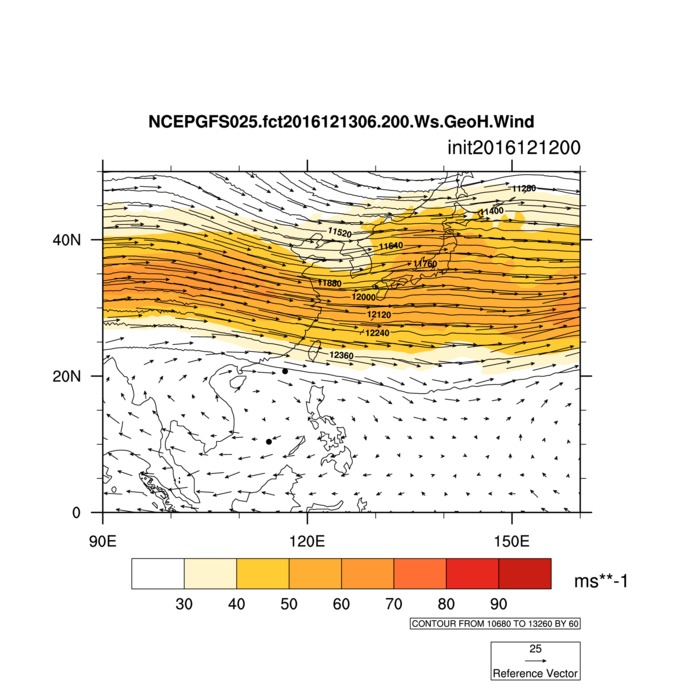 NCEPGFS025.fct2016121306.200.Ws.GeoH.Wind
init2016121200
11280
11400
11520
40N
11640
11760
11880
12000
12120
12240
12360
20N
0
90E 120E 150E
ms**-1
30 40 50 60 70 80 90
CONTOUR FROM 10680 TO 13260 BY 60
25
Reference Vector